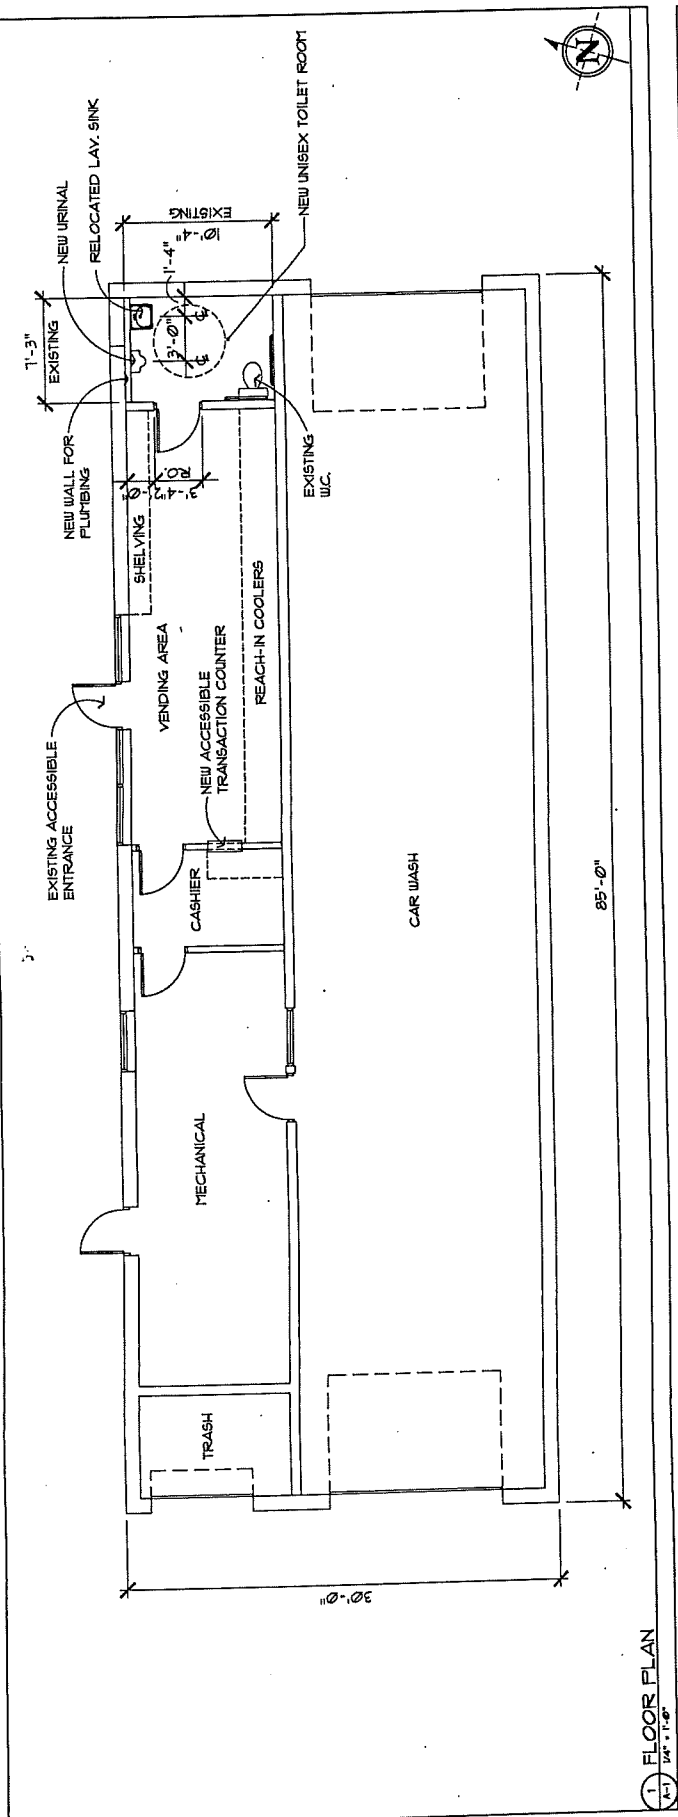 N
RELOCATED LAV. SINK
NEW URINAL
NEW UNISEX TOILET ROOM
10'-4"
EXISTING
7'-3"
EXISTING
1'-4"
3'-0"
NEW WALL FOR
PLUMBING
EXISTING
W.C.
2'-0"
3'-4"
R.O.
SHELVING
VENDING AREA
REACH-IN COOLERS
NEW ACCESSIBLE
TRANSACTION COUNTER
EXISTING ACCESSIBLE
ENTRANCE
CASHIER
CAR WASH
85'-0"
MECHANICAL
TRASH
30'-0"
1
A-1
FLOOR PLAN
1/4" = 1'-0"